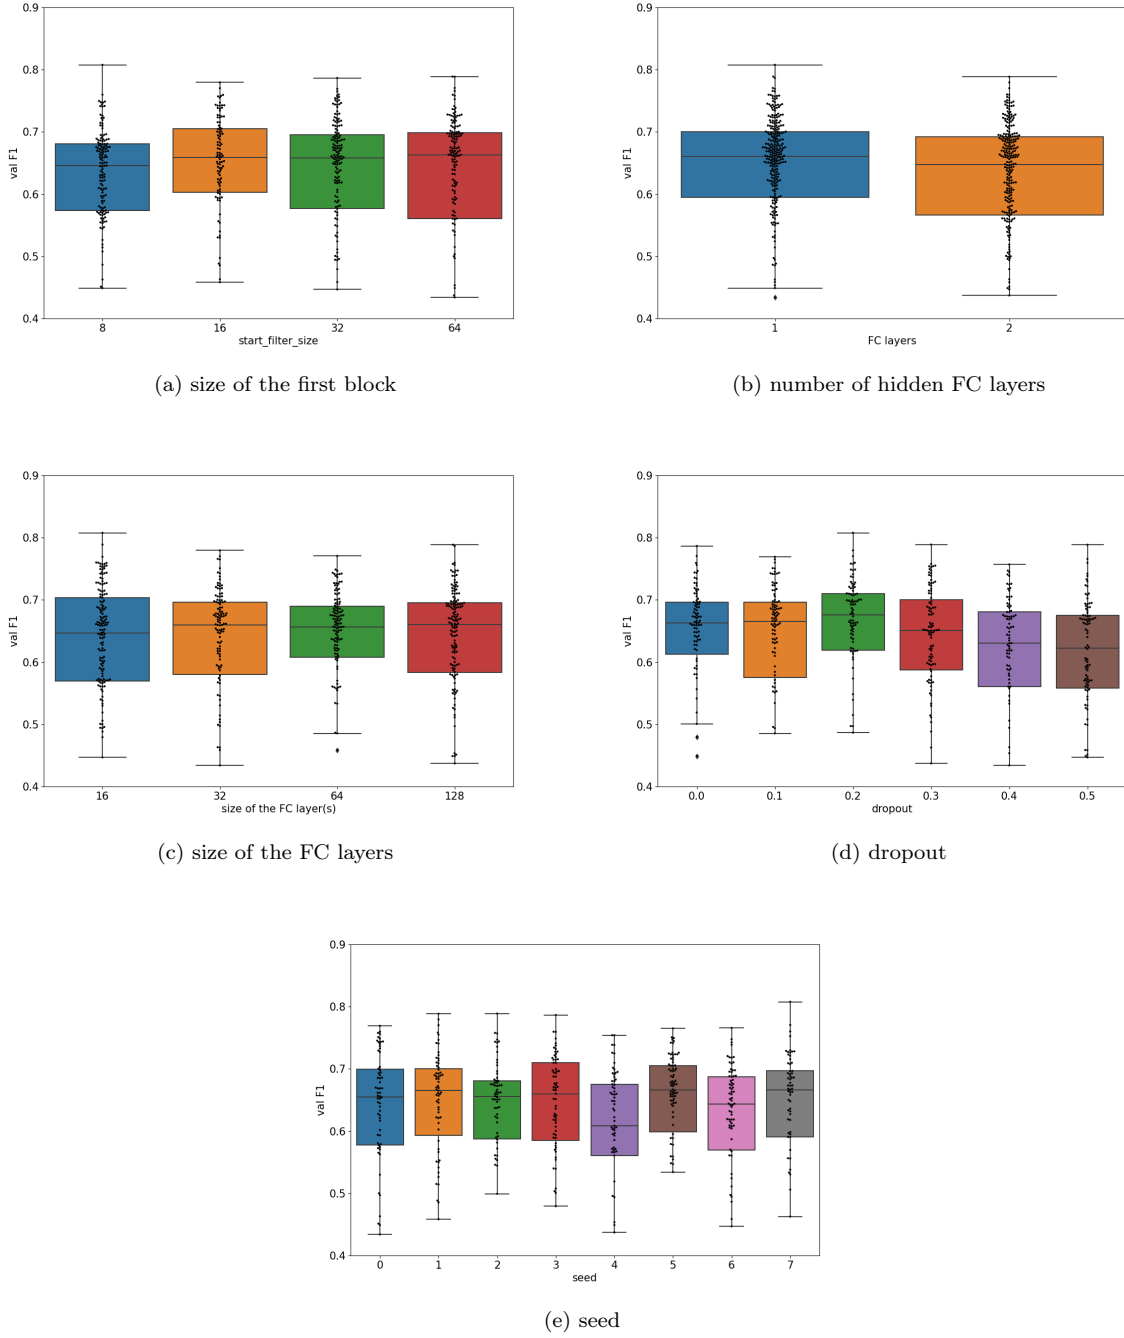 0.9
0.8
0.7
0.6
0.5
0.4
val F1
8 16 32 64
start_filter_size
(a) size of the first block
0.9
0.8
0.7
0.6
0.5
0.4
val F1
1 2
FC layers
(b) number of hidden FC layers
0.9
0.8
0.7
0.6
0.5
0.4
val F1
16 32 64 128
size of the FC layer(s)
(c) size of the FC layers
0.9
0.8
0.7
0.6
0.5
0.4
val F1
0.0 0.1 0.2 0.3 0.4 0.5
dropout
(d) dropout
0.9
0.8
0.7
0.6
0.5
0.4
val F1
0 1 2 3 4 5 6 7
seed
(e) seed